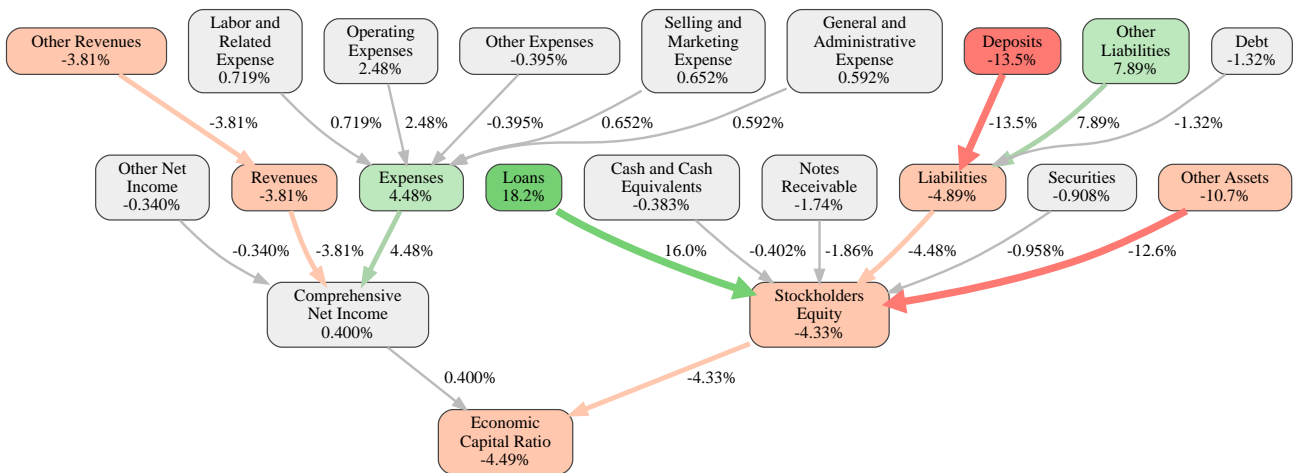 Other Revenues
-3.81%
Labor and
Related
Expense
0.719%
Operating
Expenses
2.48%
Other Expenses
-0.395%
Selling and
Marketing
Expense
0.652%
General and
Administrative
Expense
0.592%
Deposits
-13.5%
Other
Liabilities
7.89%
Debt
-1.32%
-3.81%
0.719%
2.48%
-0.395%
0.652%
0.592%
-13.5%
7.89%
-1.32%
Other Net
Income
-0.340%
Revenues
-3.81%
Expenses
4.48%
Loans
18.2%
Cash and Cash
Equivalents
-0.383%
Notes
Receivable
-1.74%
Liabilities
-4.89%
Securities
-0.908%
Other Assets
-10.7%
-0.340%
-3.81%
4.48%
16.0%
-0.402%
-1.86%
-4.48%
-0.958%
-12.6%
Comprehensive
Net Income
0.400%
Stockholders
Equity
-4.33%
0.400%
-4.33%
Economic
Capital Ratio
-4.49%